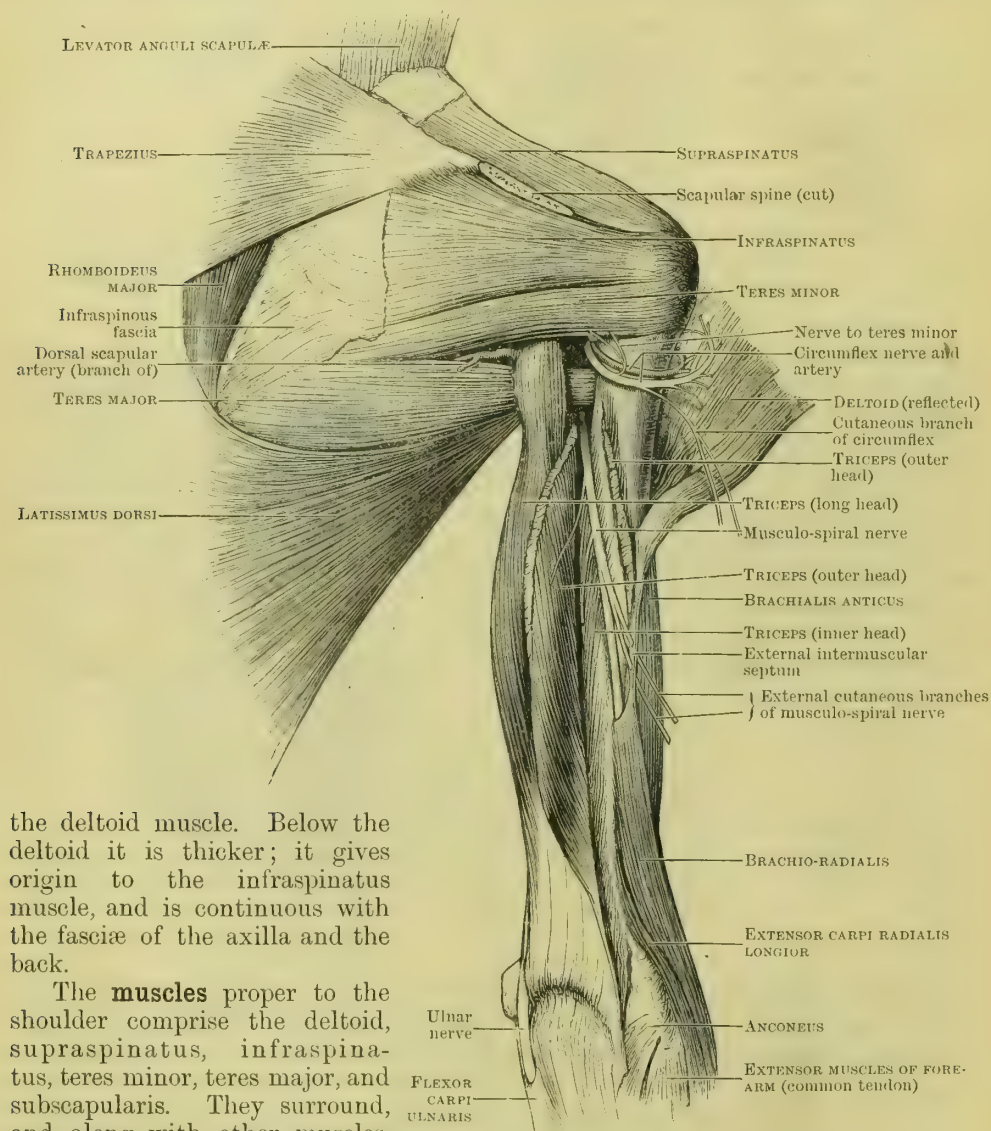 LEVATOR ANGULI SCAPULÆ
TRAPEZIUS
RHOMBOIDEUS
MAJOR
Infraspinous
fascia
Dorsal scapular
artery (branch of)
TERES MAJOR
LATISSIMUS DORSI
SUPRASPINATUS
Scapular spine (cut)
INFRASPINATUS
TERES MINOR
Nerve to teres minor
Circumflex nerve and
artery
DELTOID (reflected)
Cutaneous branch
of circumflex
TRICEPS (outer
head)
TRICEPS (long head)
Musculo-spiral nerve
TRICEPS (outer head)
BRACHIALIS ANTICUS
TRICEPS (inner head)
External intermuscular
septum
External cutaneous branches
of musculo-spiral nerve
BRACHIO-RADIALIS
EXTENSOR CARPI RADIALIS
LONGIOR
ANCONEUS
EXTENSOR MUSCLES OF FORE-
ARM (common tendon)
Ulnar
nerve
FLEXOR
CARPI
ULNARIS
the deltoid muscle. Below the
deltoid it is thicker; it gives
origin to the infraspinatus
muscle, and is continuous with
the fasciæ of the axilla and the
back.
The muscles proper to the
shoulder comprise the deltoid,
supraspinatus, infraspina-
tus, teres minor, teres major, and
subscapularis. They surround,
and along with other muscles